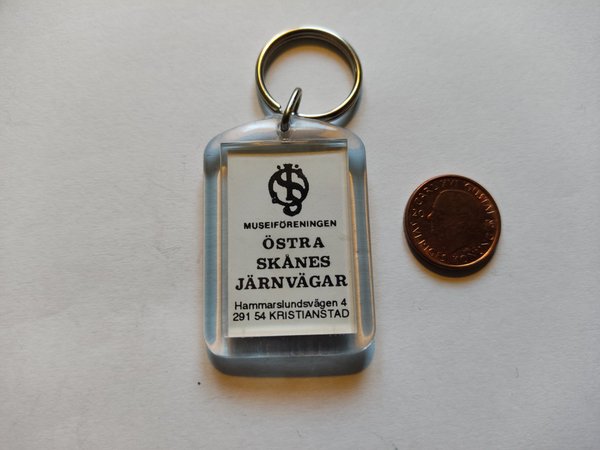 MUSEIFÖRENINGEN
ÖSTRA
SKÅNES
JÄRNVÄGAR
Hammarslundsvägen 4
291 54 KRISTIANSTAD